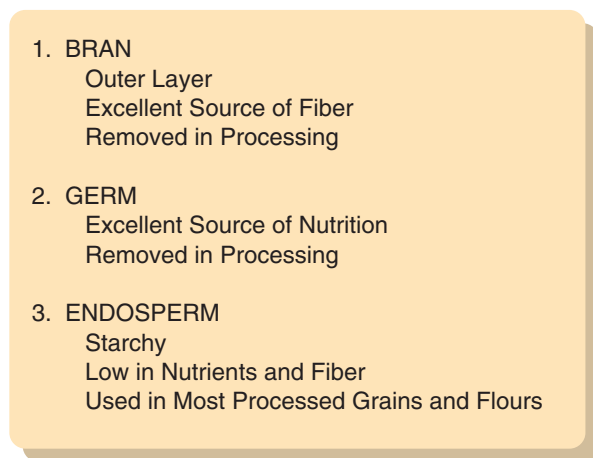 1. BRAN
Outer Layer
Excellent Source of Fiber
Removed in Processing
2. GERM
Excellent Source of Nutrition
Removed in Processing
3. ENDOSPERM
Starchy
Low in Nutrients and Fiber
Used in Most Processed Grains and Flours